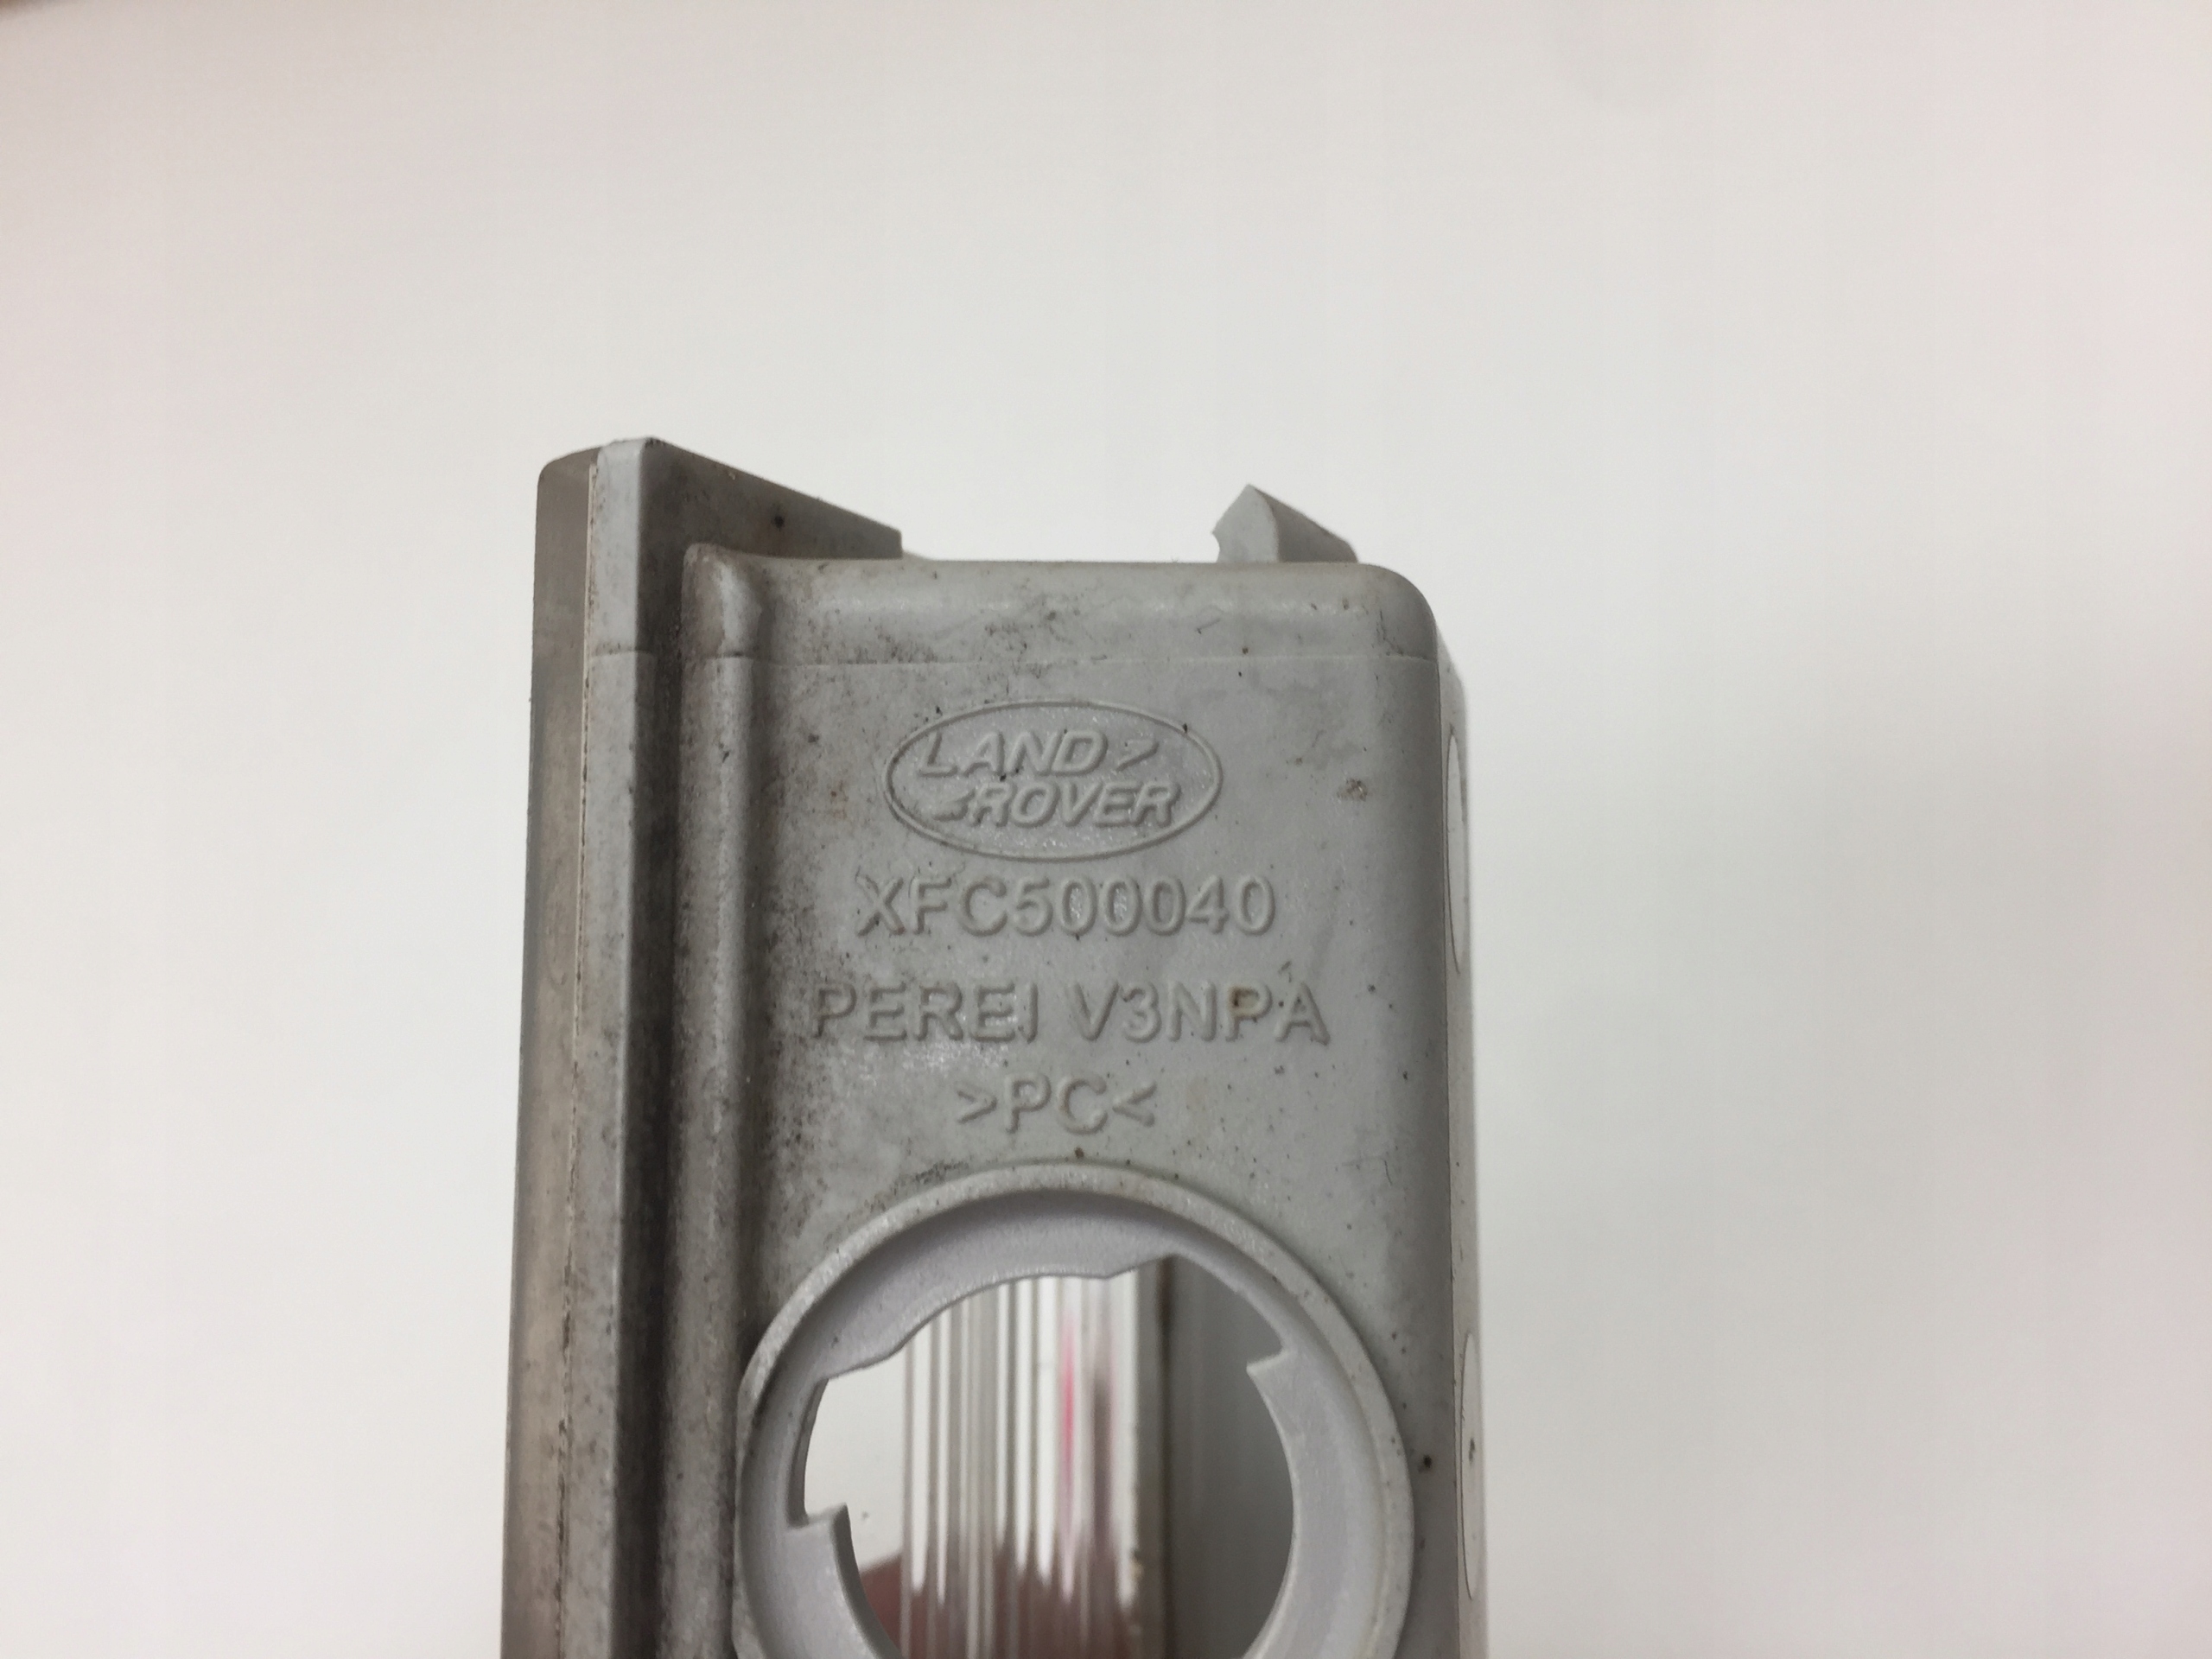 LAND >
<ROVER
XFC500040
PEREI V3NPA
>PC<